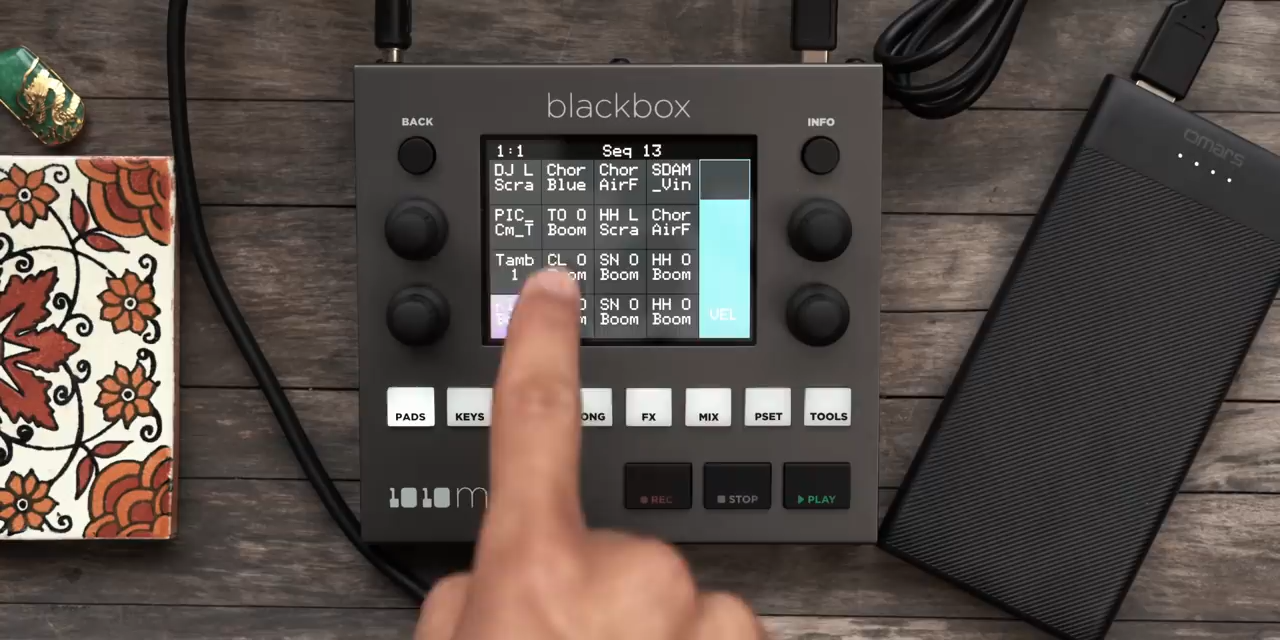 blackbox
BACK
INFO
1:1 Seq 13
DJ L Chor Chor SDAM
Scra Blue AirF _Vin
PIC_ TO O HH L Chor
Cm_T Boom Scra AirF
Tamb CL O SN O HH O
1 Boom Boom
SN O HH O
Boom Boom
VEL
PADS KEYS FX MIX PSET TOOLS
1010
REC STOP PLAY
omars